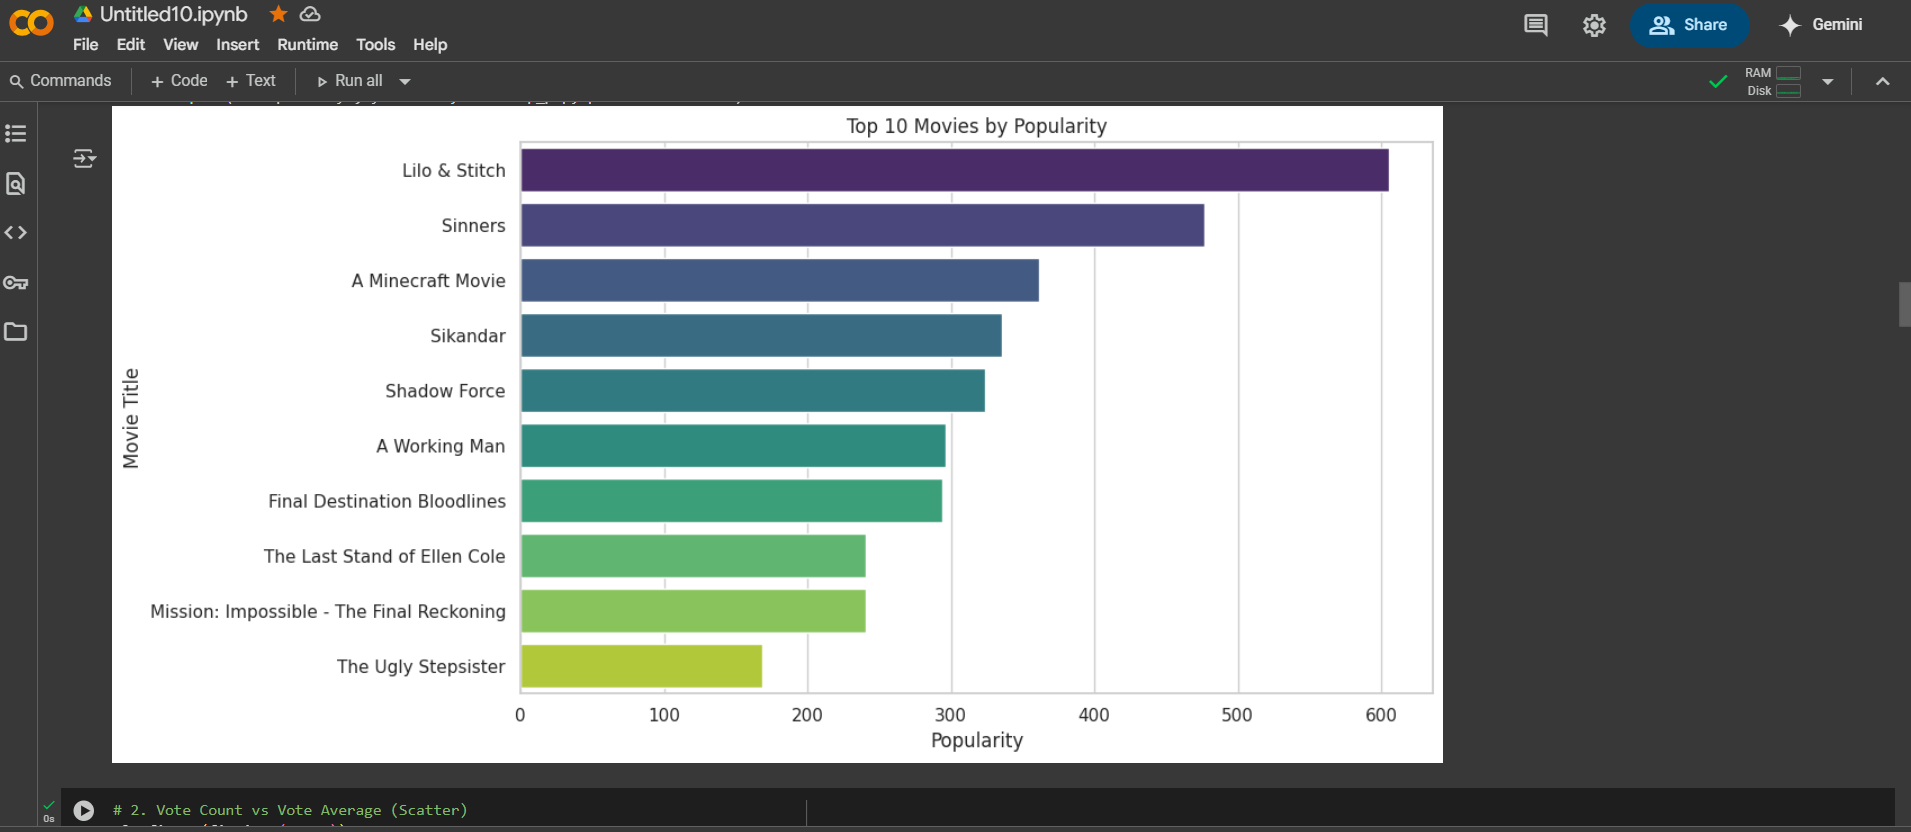 Untitled10.ipynb
File Edit View Insert Runtime Tools Help
Share
Gemini
Commands + Code + Text Run all
RAM
Disk
Top 10 Movies by Popularity
Lilo & Stitch
Sinners
A Minecraft Movie
Sikandar
Shadow Force
A Working Man
Final Destination Bloodlines
The Last Stand of Ellen Cole
Mission: Impossible - The Final Reckoning
The Ugly Stepsister
Movie Title
0 100 200 300 400 500 600
Popularity
0s
# 2. Vote Count vs Vote Average (Scatter)